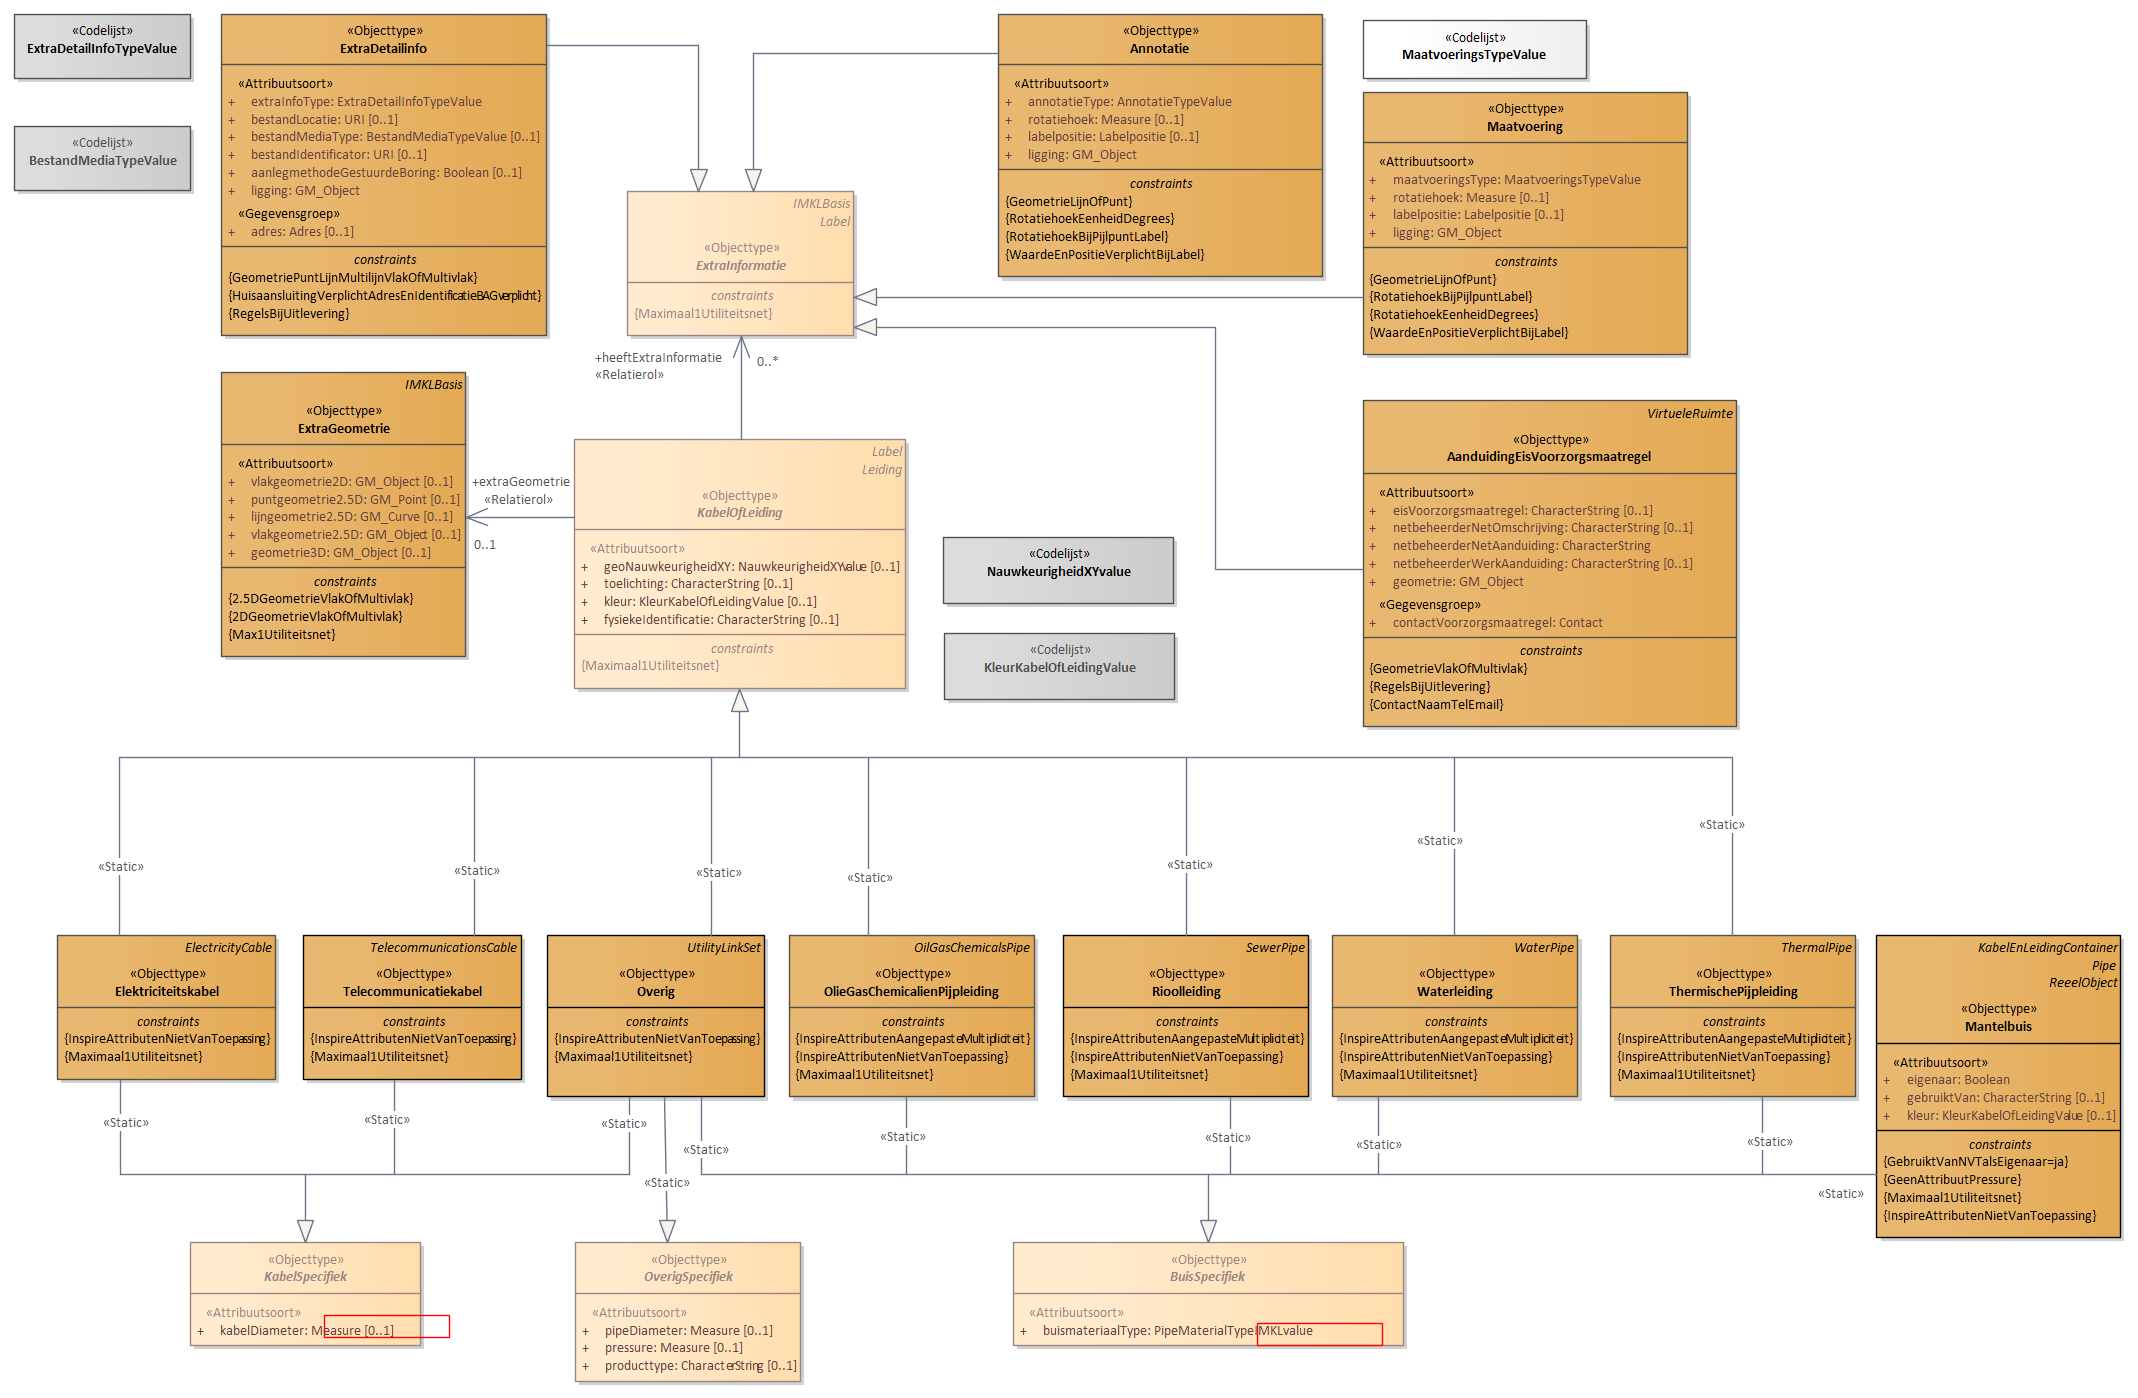 «Codelijst»
ExtraDetailInfoTypeValue
«Codelijst»
BestandMediaTypeValue
«Objecttype»
ExtraDetailinfo
«Attribuutsoort»
+ extraInfoType: ExtraDetailInfoTypeValue
+ bestandLocatie: URI [0..1]
+ bestandMediaType: BestandMediaTypeValue [0..1]
+ bestandIdentificator: URI [0..1]
+ aanlegmethodeGestuurdeBoring: Boolean [0..1]
+ ligging: GM_Object
«Gegevensgroep»
+ adres: Adres [0..1]
constraints
{GeometriePuntLijnMultilijnVlakOfMultivlak}
{HuisaansluitingVerplichtAdresEnIdentificatieBAGverplicht}
{RegelsBijUitlevering}
«Objecttype»
Annotatie
«Attribuutsoort»
+ annotatieType: AnnotatieTypeValue
+ rotatiehoek: Measure [0..1]
+ labelpositie: Labelpositie [0..1]
+ ligging: GM_Object
constraints
{GeometrieLijnOfPunt}
{RotatiehoekEenheidDegrees}
{RotatiehoekBijPijlpuntLabel}
{WaardeEnPositieVerplichtBijLabel}
«Codelijst»
MaatvoeringsTypeValue
«Objecttype»
Maatvoering
«Attribuutsoort»
+ maatvoeringsType: MaatvoeringsTypeValue
+ rotatiehoek: Measure [0..1]
+ labelpositie: Labelpositie [0..1]
+ ligging: GM_Object
constraints
{GeometrieLijnOfPunt}
{RotatiehoekBijPijlpuntLabel}
{RotatiehoekEenheidDegrees}
{WaardeEnPositieVerplichtBijLabel}
IMKLBasis
Label
«Objecttype»
ExtraInformatie
constraints
{Maximaal1Utiliteitsnet}
+heeftExtraInformatie
«Relatierol»
0..*
IMKLBasis
«Objecttype»
ExtraGeometrie
«Attribuutsoort»
+ vlakgeometrie2D: GM_Object [0..1]
+ puntgeometrie2.5D: GM_Point [0..1]
+ lijngeometrie2.5D: GM_Curve [0..1]
+ vlakgeometrie2.5D: GM_Object [0..1]
+ geometrie3D: GM_Object [0..1]
constraints
{2.5DGeometrieVlakOfMultivlak}
{2DGeometrieVlakOfMultivlak}
{Max1Utiliteitsnet}
+extraGeometrie
«Relatierol»
0..1
Label
Leiding
«Objecttype»
KabelOfLeiding
«Attribuutsoort»
+ geoNauwkeurigheidXY: NauwkeurigheidXYvalue [0..1]
+ toelichting: CharacterString [0..1]
+ kleur: KleurKabelOfLeidingValue [0..1]
+ fysiekeIdentificatie: CharacterString [0..1]
constraints
{Maximaal1Utiliteitsnet}
«Codelijst»
NauwkeurigheidXYvalue
«Codelijst»
KleurKabelOfLeidingValue
VirtueleRuimte
«Objecttype»
AanduidingEisVoorzorgsmaatregel
«Attribuutsoort»
+ eisVoorzorgsmaatregel: CharacterString [0..1]
+ netbeheerderNetOmschrijving: CharacterString [0..1]
+ netbeheerderNetAanduiding: CharacterString
+ netbeheerderWerkAanduiding: CharacterString [0..1]
+ geometrie: GM_Object
«Gegevensgroep»
+ contactVoorzorgsmaatregel: Contact
constraints
{GeometrieVlakOfMultivlak}
{RegelsBijUitlevering}
{ContactNaamTelEmail}
«Static»
«Static»
«Static»
«Static»
«Static»
«Static»
«Static»
ElectricityCable
«Objecttype»
Elektriciteitskabel
constraints
{InspireAttributenNietVanToepassing}
{Maximaal1Utiliteitsnet}
TelecommunicationsCable
«Objecttype»
Telecommunicatiekabel
constraints
{InspireAttributenNietVanToepassing}
{Maximaal1Utiliteitsnet}
UtilityLinkSet
«Objecttype»
Overig
constraints
{InspireAttributenNietVanToepassing}
{Maximaal1Utiliteitsnet}
OilGasChemicalsPipe
«Objecttype»
OlieGasChemicalienPijpleiding
constraints
{InspireAttributenAangepasteMultipliciteit}
{InspireAttributenNietVanToepassing}
{Maximaal1Utiliteitsnet}
SewerPipe
«Objecttype»
Rioolleiding
constraints
{InspireAttributenAangepasteMultipliciteit}
{InspireAttributenNietVanToepassing}
{Maximaal1Utiliteitsnet}
WaterPipe
«Objecttype»
Waterleiding
constraints
{InspireAttributenAangepasteMultipliciteit}
{InspireAttributenNietVanToepassing}
{Maximaal1Utiliteitsnet}
ThermalPipe
«Objecttype»
ThermischePijpleiding
constraints
{InspireAttributenAangepasteMultipliciteit}
{InspireAttributenNietVanToepassing}
{Maximaal1Utiliteitsnet}
KabelEnLeidingContainer
Pipe
ReeelObject
«Objecttype»
Mantelbuis
«Attribuutsoort»
+ eigenaar: Boolean
+ gebruiktVan: CharacterString [0..1]
+ kleur: KleurKabelOfLeidingValue [0..1]
constraints
{GebruiktVanNVTalsEigenaar=ja}
{GeenAttribuutPressure}
{Maximaal1Utiliteitsnet}
{InspireAttributenNietVanToepassing}
«Static»
«Static»
«Static»
«Static»
«Static»
«Static»
«Static»
«Static»
«Static»
«Static»
«Objecttype»
KabelSpecifiek
«Attribuutsoort»
+ kabelDiameter: Measure [0..1]
«Objecttype»
OverigSpecifiek
«Attribuutsoort»
+ pipeDiameter: Measure [0..1]
+ pressure: Measure [0..1]
+ producttype: CharacterString [0..1]
«Objecttype»
BuisSpecifiek
«Attribuutsoort»
+ buismateriaalType: PipeMaterialTypeIMKLvalue